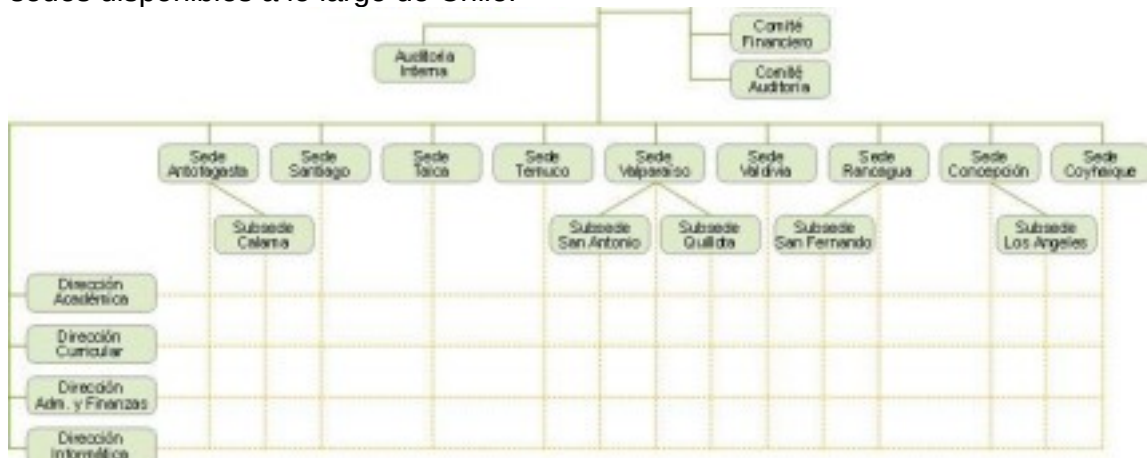 sedes disponibles a lo largo de Chile.
Comité
Financiero
Auditoria
Interna
Comité
Auditoria
Sede
Antofagasta
Sede
Santiago
Sede
Talca
Sede
Temuco
Sede
Valparaíso
Sede
Valdivia
Sede
Rancagua
Sede
Concepción
Sede
Coyhaique
Subsede
Calama
Subsede
San Antonio
Subsede
Quillota
Subsede
San Fernando
Subsede
Los Angeles
Dirección
Académica
Dirección
Curricular
Dirección
Adm. y Finanzas
Dirección
Informática